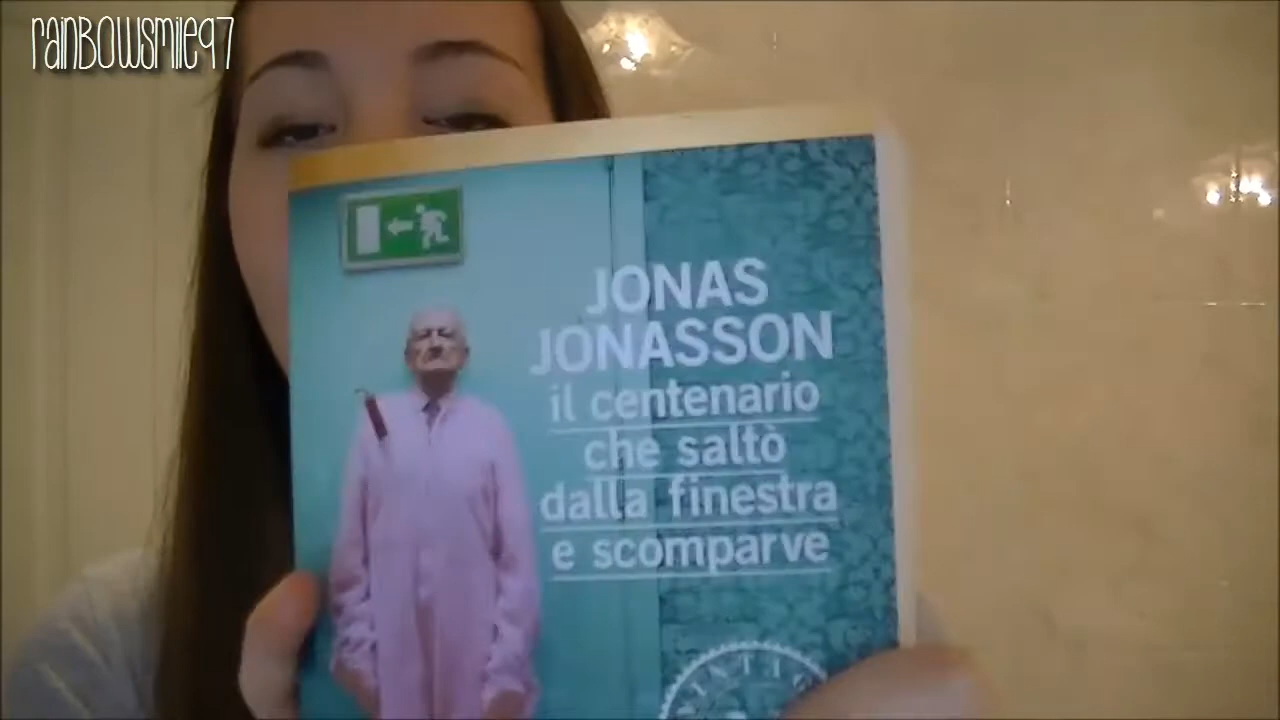 RAINBOWSMILE97
JONAS
JONASSON
il centenario
che saltò
dalla finestra
e scomparve